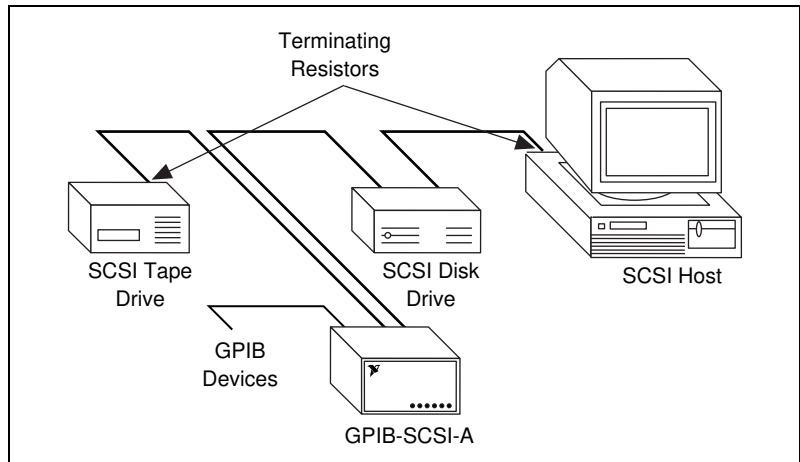 Terminating
Resistors
SCSI Tape
Drive
SCSI Disk
Drive
SCSI Host
GPIB
Devices
GPIB-SCSI-A